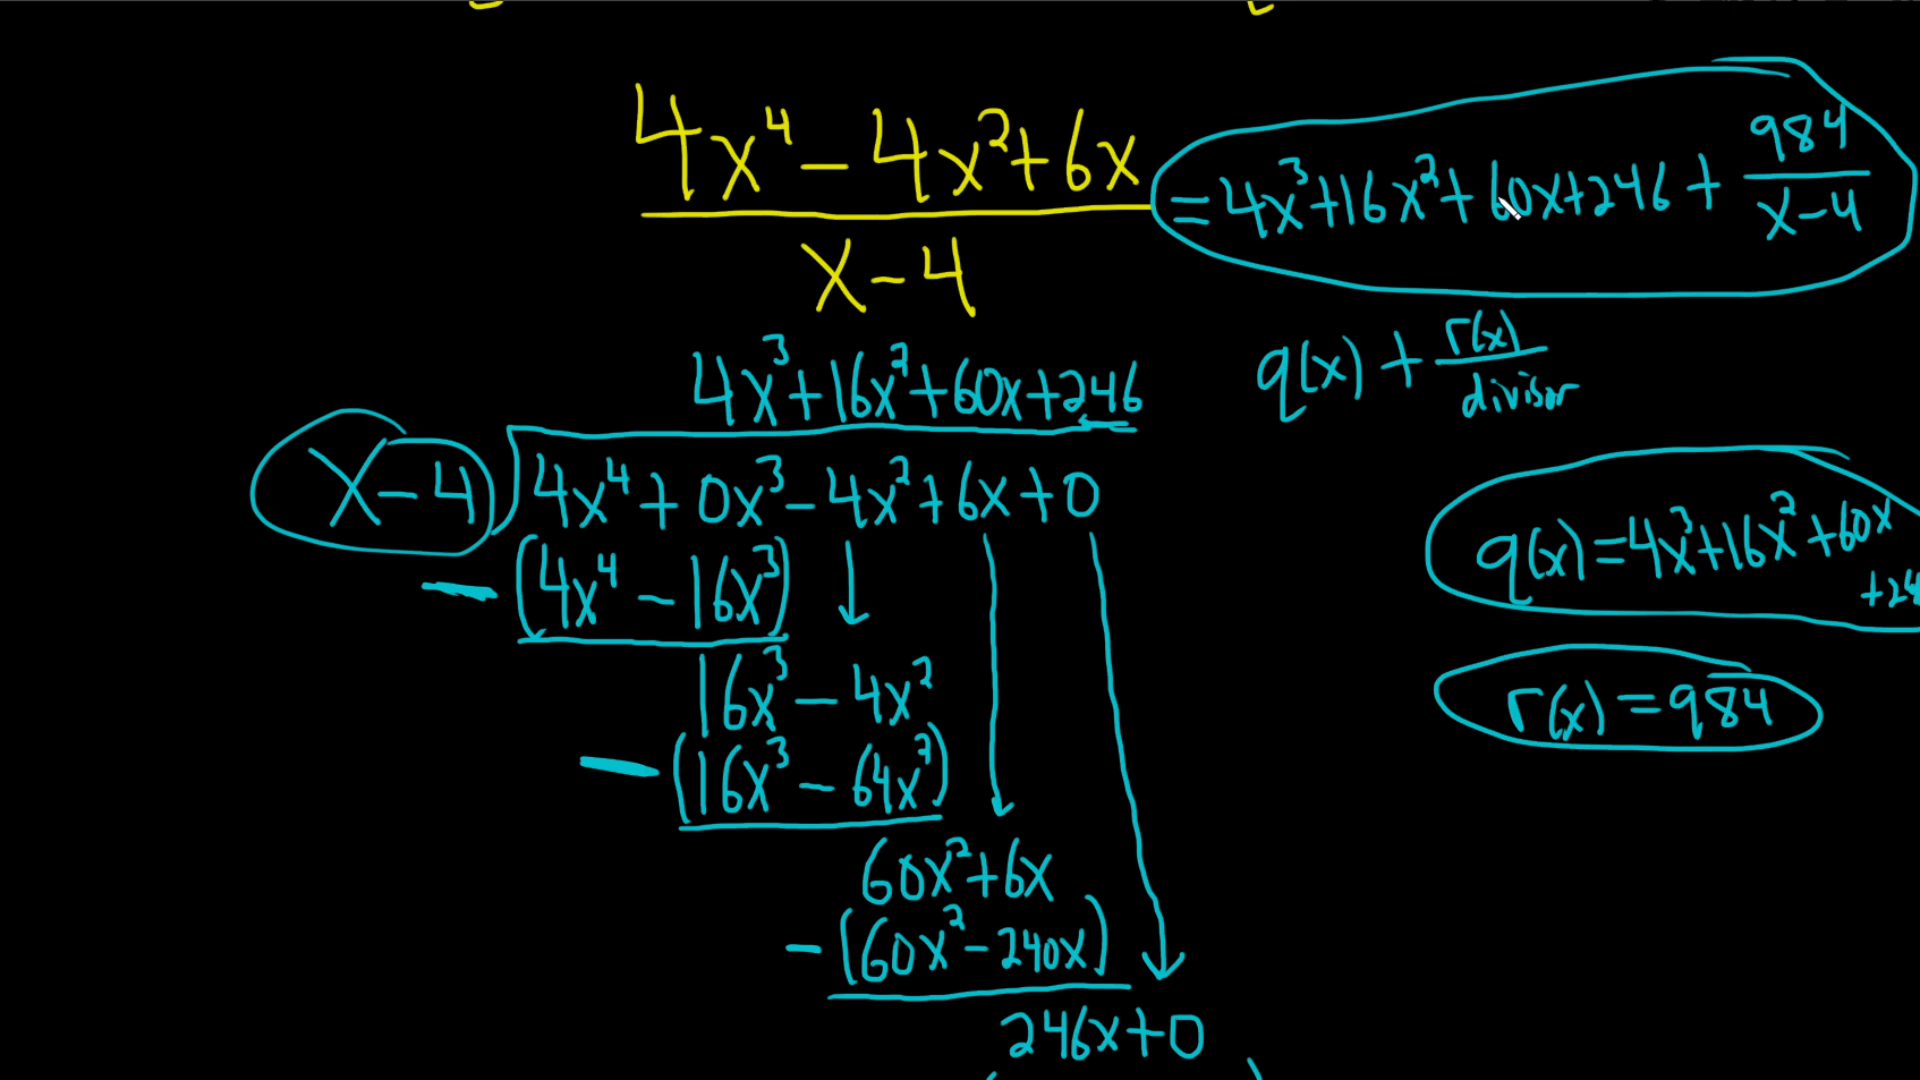 4x⁴ - 4x² + 6x
x - 4
= 4x³ + 16x² + 60x + 246 + 984
x - 4
q(x) + r(x)
divisor
4x³ + 16x² + 60x + 246
x - 4 4x⁴ + 0x³ - 4x² + 6x + 0
- (4x⁴ - 16x³)
16x³ - 4x²
- (16x³ - 64x²)
60x² + 6x
- (60x² - 240x)
246x + 0
q(x) = 4x³ + 16x² + 60x
r(x) = 984